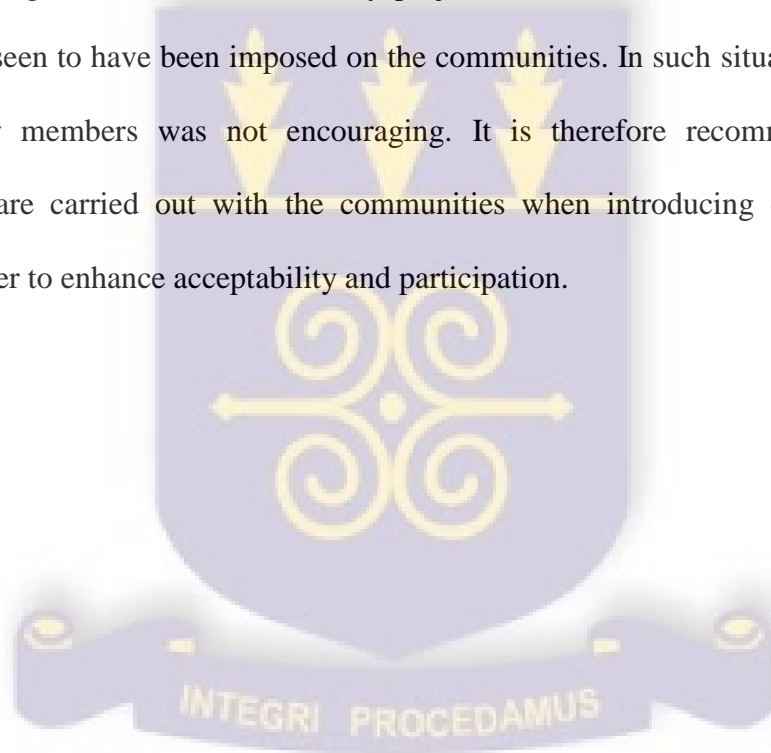 seen to have been imposed on the communities. In such situa
members was not encouraging. It is therefore recomm
are carried out with the communities when introducing
er to enhance acceptability and participation.
INTEGRI PROCEDAMUS